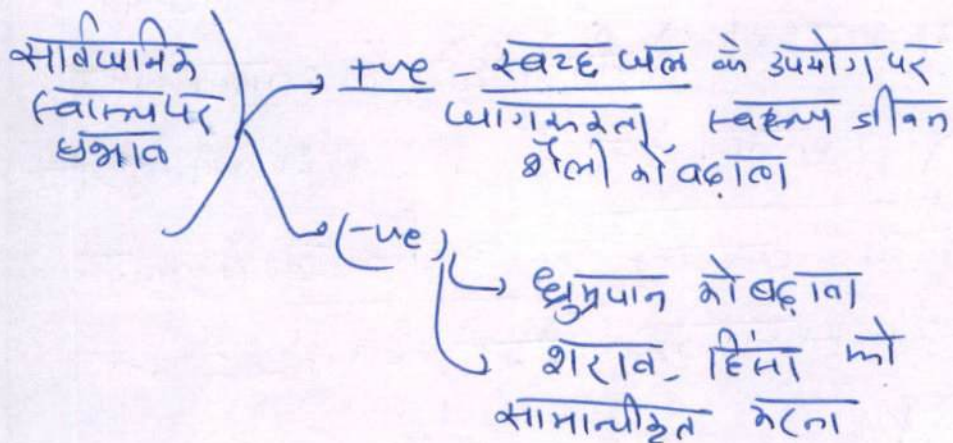 सार्वजनिक
स्वास्थ्य पर
प्रभाव
+ve - स्वच्छ जल के उपयोग पर
जागरूकता, स्वस्थ्य जीवन
शैली को बढ़ावा
(-ve)
धुम्रपान को बढ़ावा
शराब, हिंसा को
सामान्यीकृत करना